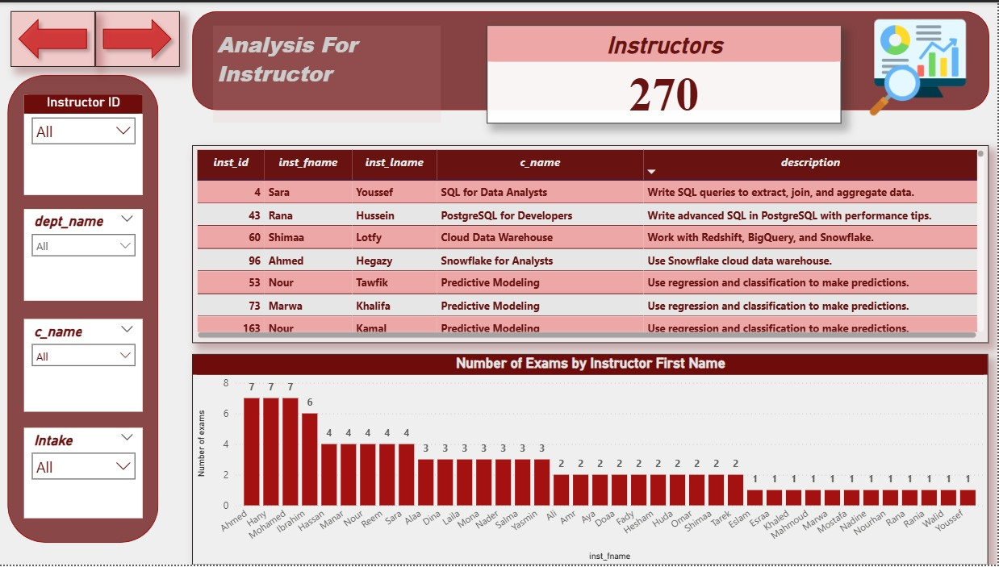 Analysis For
Instructor
Instructors
270
Instructor ID
All
dept_name
All
c_name
All
Intake
All
inst_id inst_fname inst_lname c_name description
4 Sara Youssef SQL for Data Analysts Write SQL queries to extract, join, and aggregate data.
43 Rana Hussein PostgreSQL for Developers Write advanced SQL in PostgreSQL with performance tips.
60 Shimaa Lotfy Cloud Data Warehouse Work with Redshift, BigQuery, and Snowflake.
96 Ahmed Hegazy Snowflake for Analysts Use Snowflake cloud data warehouse.
53 Nour Tawfik Predictive Modeling Use regression and classification to make predictions.
73 Marwa Khalifa Predictive Modeling Use regression and classification to make predictions.
163 Nour Kamal Predictive Modeling Use regression and classification to make predictions.
Number of Exams by Instructor First Name
Number of exams
8
6
4
2
0
7 7 7 6 4 4 4 4 4 3 3 3 3 3 3 3 2 2 2 2 2 2 2 2 2 2 1 1 1 1 1 1 1 1 1 1 1 1
Ahmed Hany Mohamed Ibrahim Hassan Manar Nour Reem Sara Alaa Dina Laila Mona Nader Salma Yasmin Ali Amr Aya Doaa Fady Hesham Huda Omar Shimaa Tarek Eslam Esraa Khaled Mahmoud Marwa Mostafa Nadine Nourhan Rana Rania Walid Youssef
inst_fname